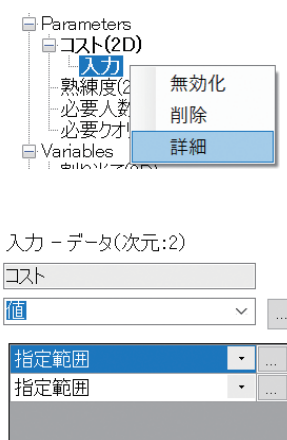 Parameters
コスト(2D)
入力
無効化
熟練度(2
削除
必要人数
必要クオ
詳細
Variables
入力 – データ(次元:2)
コスト
値
...
指定範囲
...
指定範囲
...